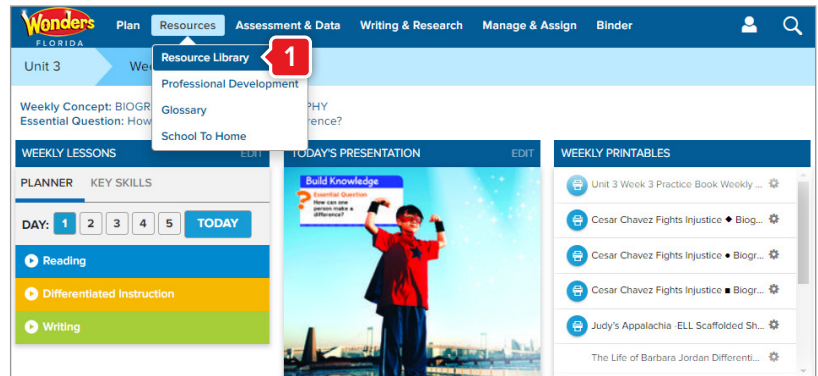 Wonders
FLORIDA
Plan Resources Assessment & Data Writing & Research Manage & Assign Binder
Resource Library 1
Professional Development
Glossary
School To Home
Unit 3
Weekly Concept: BIOGR
PHY
Essential Question: How
rence?
WEEKLY LESSONS EDIT
PLANNER KEY SKILLS
DAY: 1 2 3 4 5 TODAY
Reading
Differentiated Instruction
Writing
TODAY'S PRESENTATION EDIT
Build Knowledge
Essential Question
How can one
person make a
difference?
WEEKLY PRINTABLES
Unit 3 Week 3 Practice Book Weekly ...
Cesar Chavez Fights Injustice ◆ Biog...
Cesar Chavez Fights Injustice ● Biogr...
Cesar Chavez Fights Injustice ■ Biogr...
Judy's Appalachia -ELL Scaffolded Sh...
The Life of Barbara Jordan Differenti...